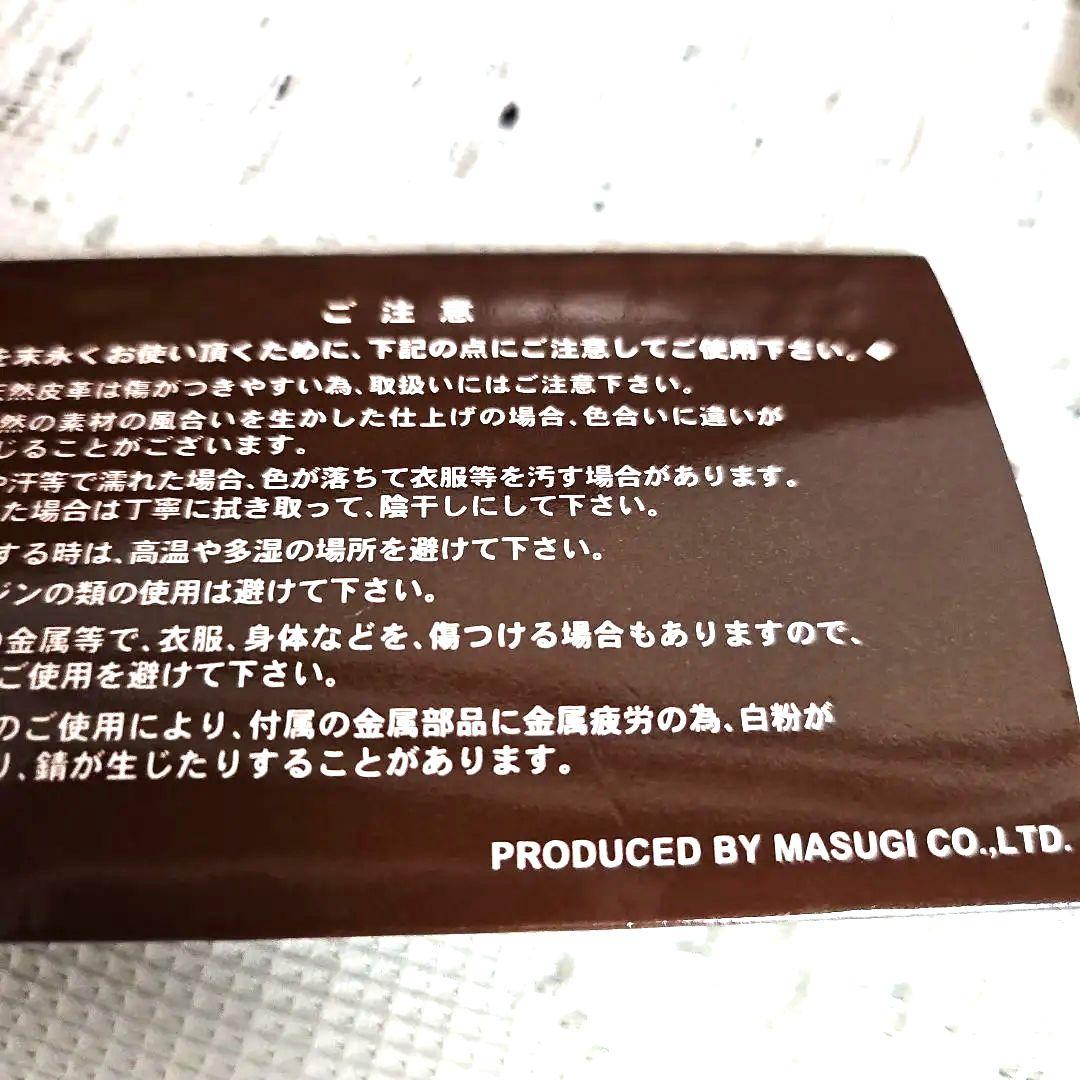 ご注意
を末永くお使い頂くために、下記の点にご注意してご使用下さい。◆
天然皮革は傷がつきやすい為、取扱いにはご注意下さい。
然の素材の風合いを生かした仕上げの場合、色合いに違いが
じることがございます。
や汗等で濡れた場合、色が落ちて衣服等を汚す場合があります。
た場合は丁寧に拭き取って、陰干しにして下さい。
する時は、高温や多湿の場所を避けて下さい。
ジンの類の使用は避けて下さい。
の金属等で、衣服、身体などを、傷つける場合もありますので、
ご使用を避けて下さい。
のご使用により、付属の金属部品に金属疲労の為、白粉が
り、錆が生じたりすることがあります。
PRODUCED BY MASUGI CO.,LTD.